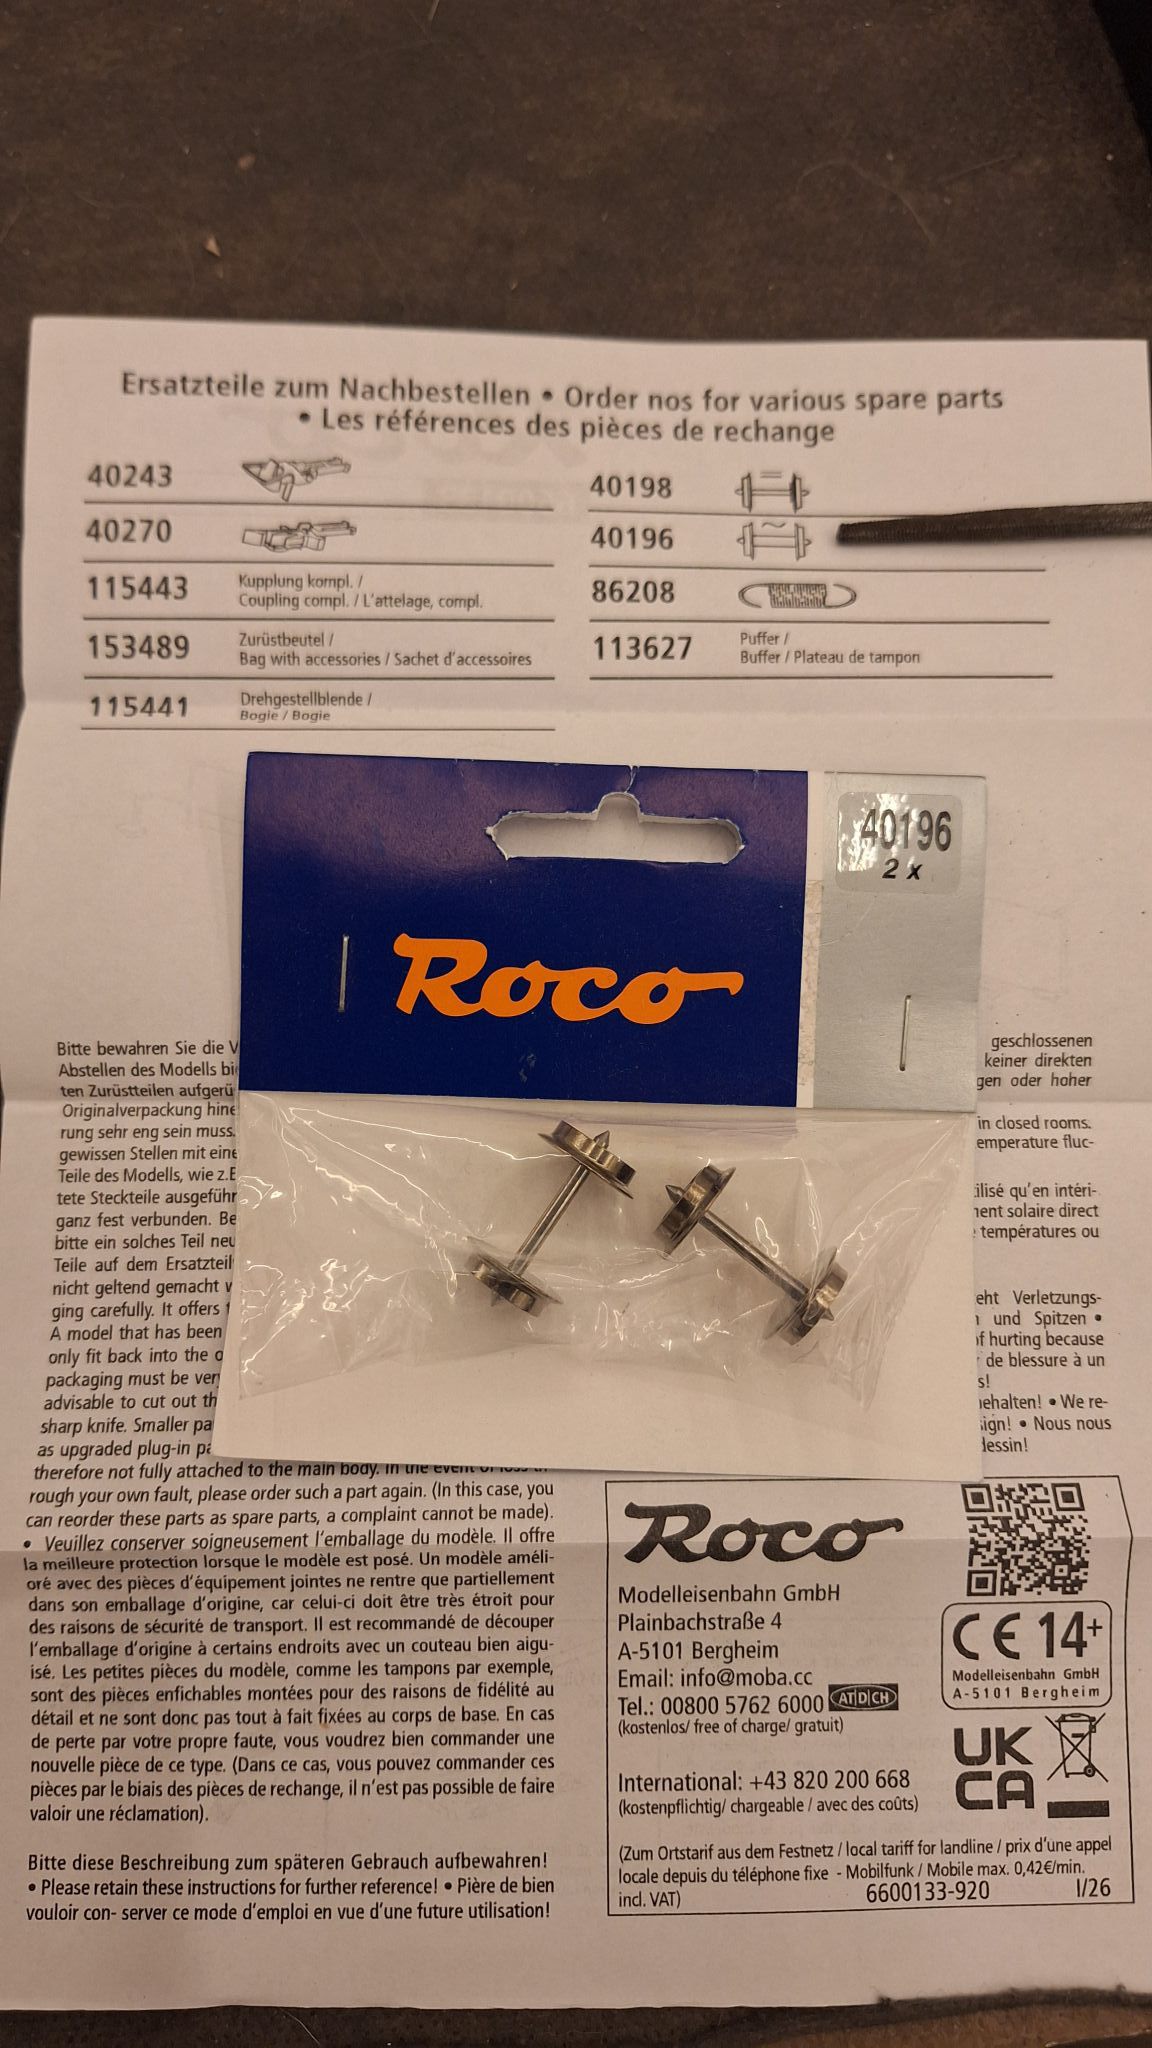 Ersatzteile zum Nachbestellen • Order nos for various spare parts
• Les références des pièces de rechange
40243
40270
115443 Kupplung kompl. /
Coupling compl. / L'attelage, compl.
153489 Zurüstbeutel /
Bag with accessories / Sachet d'accessoires
115441 Drehgestellblende /
Bogie / Bogie
40198
40196
86208
113627 Puffer /
Buffer / Plateau de tampon
40196
2 x
Roco
Bitte bewahren Sie die
Abstellen des Modells
ten Zurüstteilen
Originalverpackung
rung sehr eng sein muss.
gewissen Stellen mit
Teile des Modells, wie
tete Steckteile
ganz fest verbunden.
bitte ein solches Teil
Teile auf dem
nicht geltend gemacht
ging carefully. It offers
A model that has been
only fit back into the
packaging must be
advisable to cut out
sharp knife. Smaller
as upgraded plug-in
therefore not fully attached to the main body. In the event of loss
rough your own fault, please order such a part again. (In this case, you
can reorder these parts as spare parts, a complaint cannot be made).
• Veuillez conserver soigneusement l'emballage du modèle. Il offre
la meilleure protection lorsque le modèle est posé. Un modèle améli-
oré avec des pièces d'équipement jointes ne rentre que partiellement
dans son emballage d'origine, car celui-ci doit être très étroit pour
des raisons de sécurité de transport. Il est recommandé de découper
l'emballage d'origine à certains endroits avec un couteau bien aigu-
isé. Les petites pièces du modèle, comme les tampons par exemple,
sont des pièces enfichables montées pour des raisons de fidélité au
détail et ne sont donc pas tout à fait fixées au corps de base. En cas
de perte par votre propre faute, vous voudrez bien commander une
nouvelle pièce de ce type. (Dans ce cas, vous pouvez commander ces
pièces par le biais des pièces de rechange, il n'est pas possible de faire
valoir une réclamation).
Bitte diese Beschreibung zum späteren Gebrauch aufbewahren!
• Please retain these instructions for further reference! • Pière de bien
vouloir con- server ce mode d'emploi en vue d'une future utilisation!
geschlossenen
keiner direkten
oder hoher
in closed rooms.
fluc-
qu'en intéri-
solaire direct
températures ou
Verletzungs-
und Spitzen •
hurting because
de blessure à un
• We re-
• Nous nous
Roco
Modelleisenbahn GmbH
Plainbachstraße 4
A-5101 Bergheim
Email: info@moba.cc
Tel.: 00800 5762 6000 AT D CH
(kostenlos/ free of charge/ gratuit)
International: +43 820 200 668
(kostenpflichtig/ chargeable / avec des coûts)
(Zum Ortstarif aus dem Festnetz / local tariff for landline / prix d'une appel
locale depuis du téléphone fixe - Mobilfunk / Mobile max. 0,42€/min.
incl. VAT) 6600133-920 I/26
CE 14+
Modelleisenbahn GmbH
A-5101 Bergheim
UK
CA